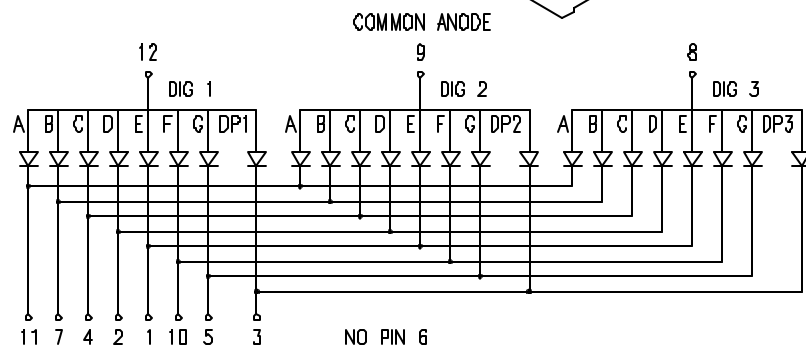 COMMON ANODE
12 9 8
DIG 1 DIG 2 DIG 3
A B C D E F G DP1 A B C D E F G DP2 A B C D E F G DP3
11 7 4 2 1 10 5 3 NO PIN 6